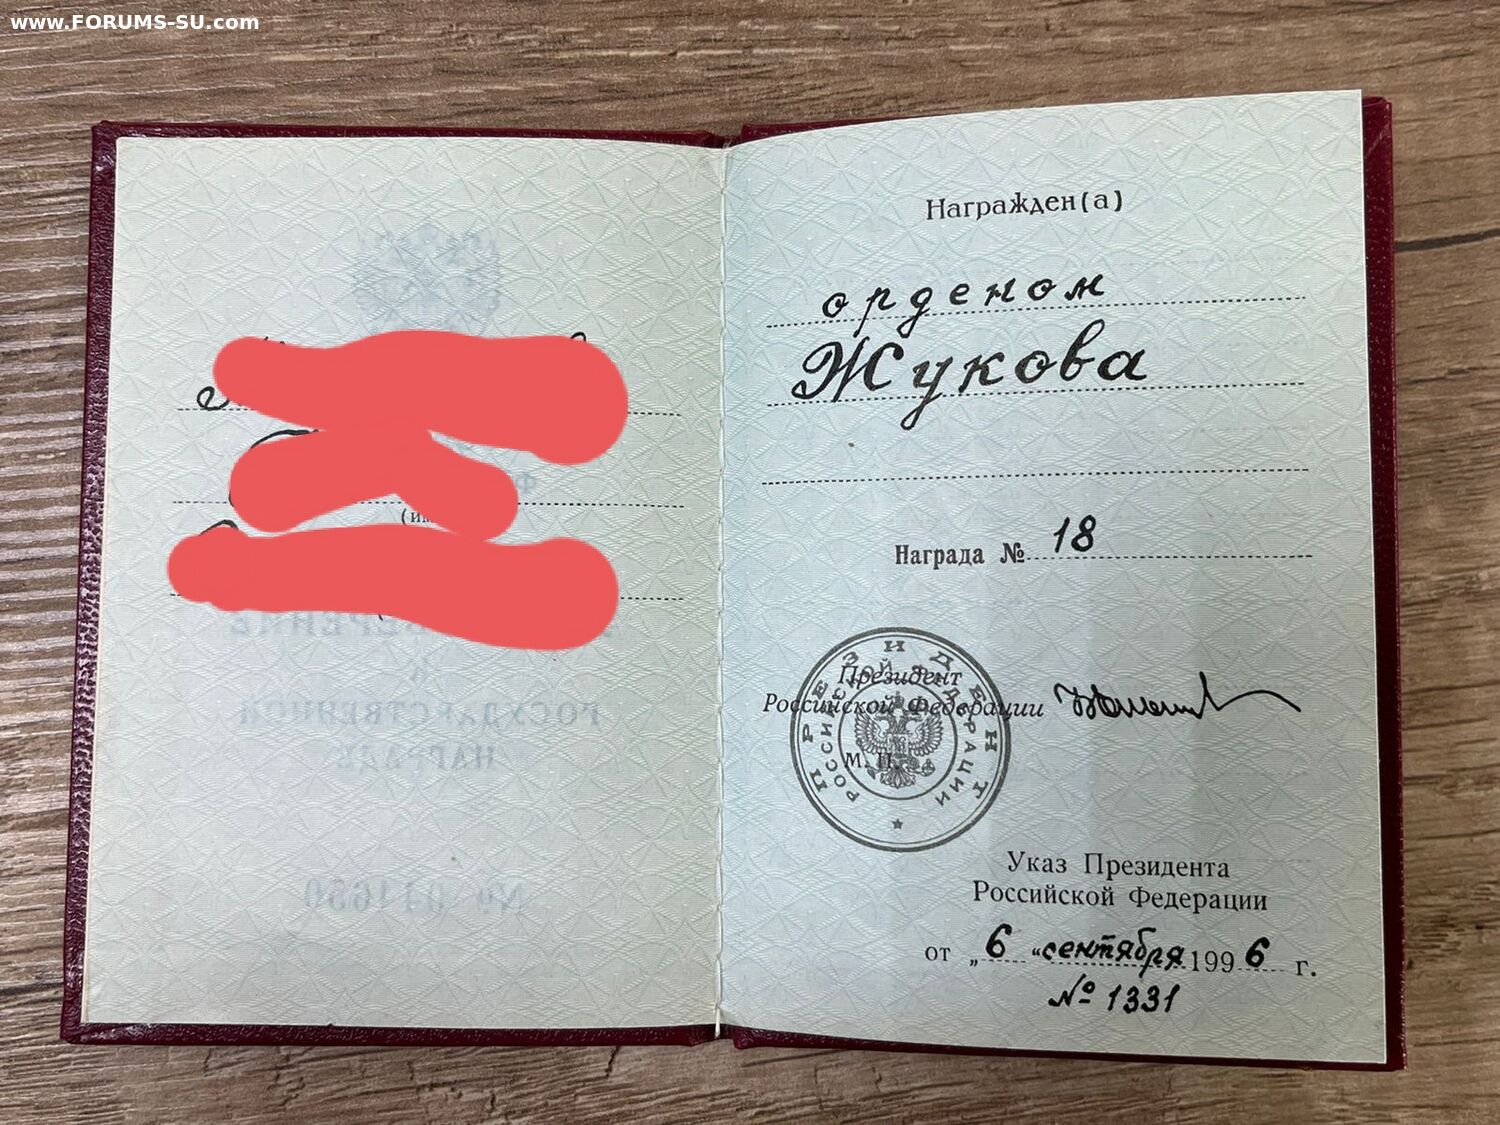 www.FORUMS-SU.com
Награжден(а)
орденом
Жукова
Награда № 18
ПРЕЗИДЕНТ
РОССИЙСКОЙ ФЕДЕРАЦИИ
Президент
Российской Федерации
М. П.
Указ Президента
Российской Федерации
от „ 6 “ сентября 1996 г.
№ 1331